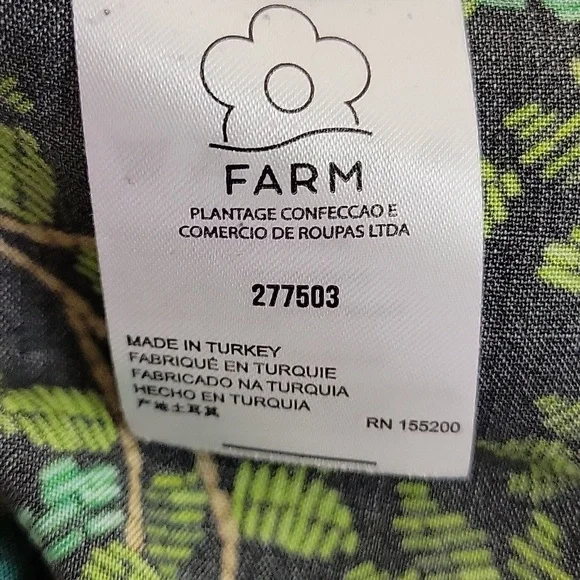 FARM
PLANTAGE CONFECCAO E
COMERCIO DE ROUPAS LTDA
277503
MADE IN TURKEY
FABRIQUÉ EN TURQUIE
FABRICADO NA TURQUIA
HECHO EN TURQUIA
产地土耳其
RN 155200